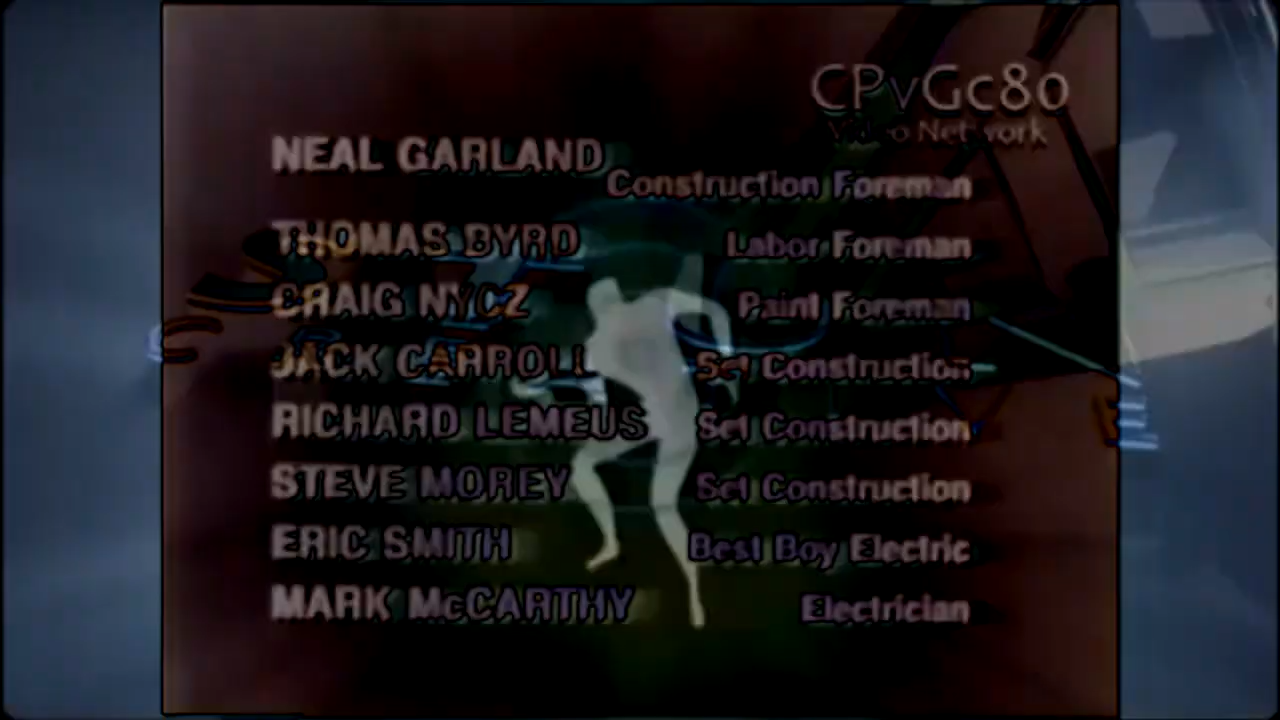 CPvGc80
Video Network
NEAL GARLAND
Construction Foreman
THOMAS BYRD Labor Foreman
CRAIG NYCZ Paint Foreman
JACK CARROLL Set Construction
RICHARD LEMEUS Set Construction
STEVE MOREY Set Construction
ERIC SMITH Best Boy Electric
MARK McCARTHY Electrician